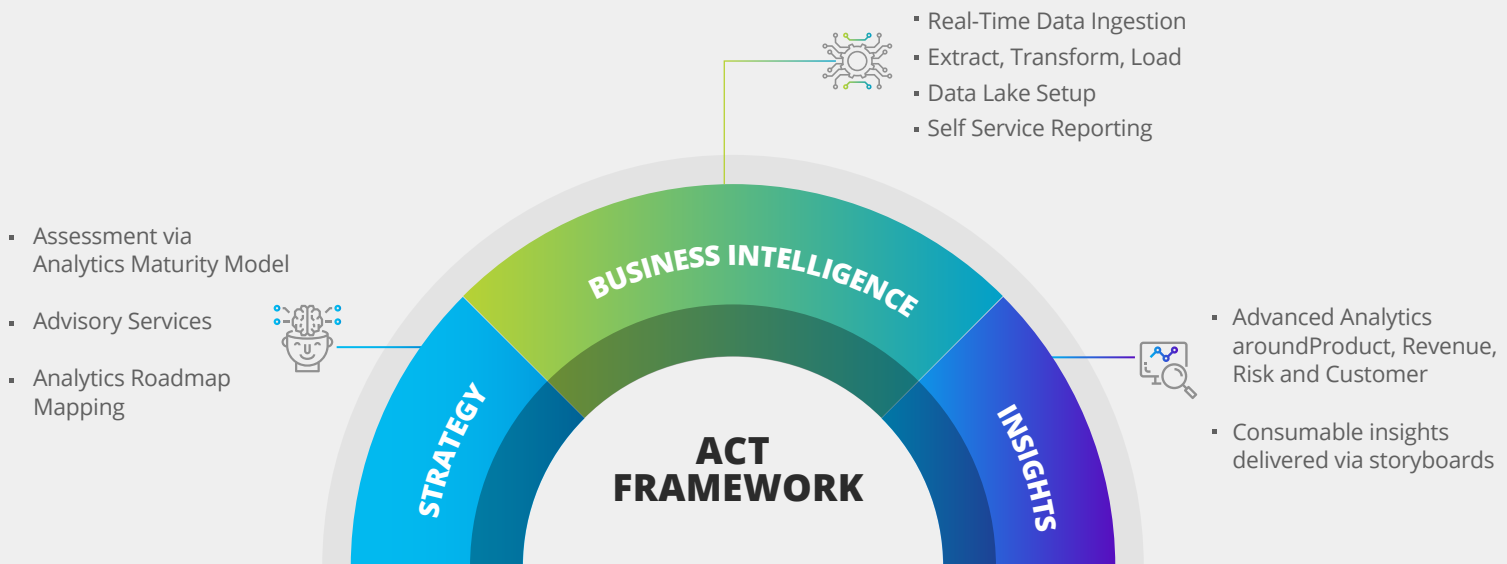 Real-Time Data Ingestion
Extract, Transform, Load
Data Lake Setup
Self Service Reporting
Assessment via
Analytics Maturity Model
Advisory Services
Analytics Roadmap
Mapping
STRATEGY
BUSINESS INTELLIGENCE
INSIGHTS
ACT
FRAMEWORK
Advanced Analytics
aroundProduct, Revenue,
Risk and Customer
Consumable insights
delivered via storyboards